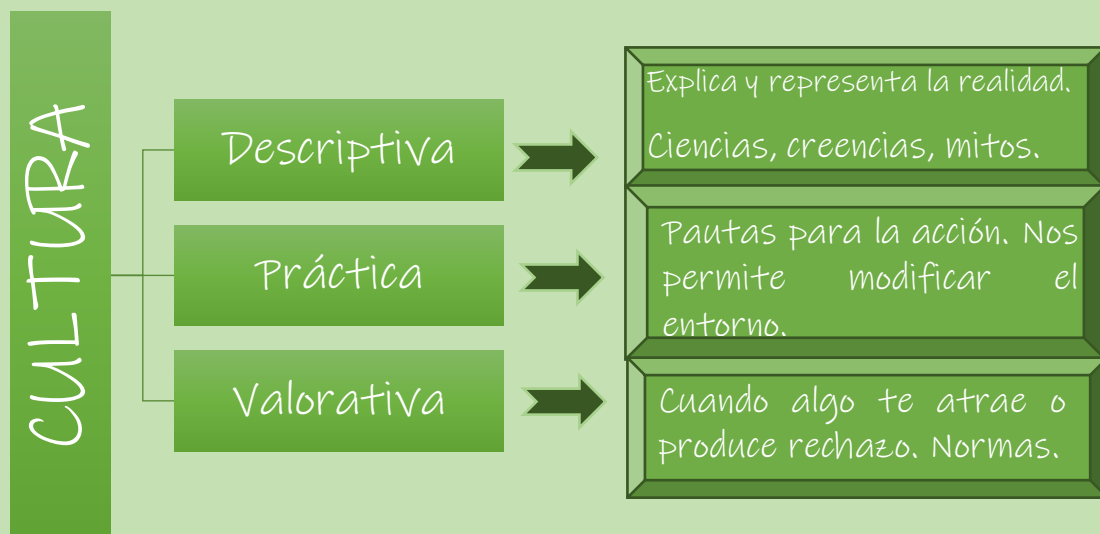 CULTURA
Descriptiva
Explica y representa la realidad.
Ciencias, creencias, mitos.
Práctica
Pautas para la acción. Nos
permite modificar el
entorno.
Valorativa
Cuando algo te atrae o
produce rechazo. Normas.